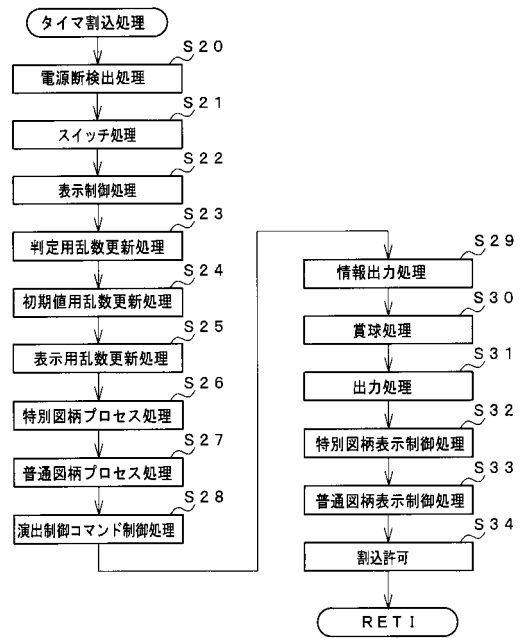 タイマ割込処理
S20
電源断検出処理
S21
スイッチ処理
S22
表示制御処理
S23
判定用乱数更新処理
S24
初期値用乱数更新処理
S25
表示用乱数更新処理
S26
特別図柄プロセス処理
S27
普通図柄プロセス処理
S28
演出制御コマンド制御処理
S29
情報出力処理
S30
賞球処理
S31
出力処理
S32
特別図柄表示制御処理
S33
普通図柄表示制御処理
S34
割込許可
RETI